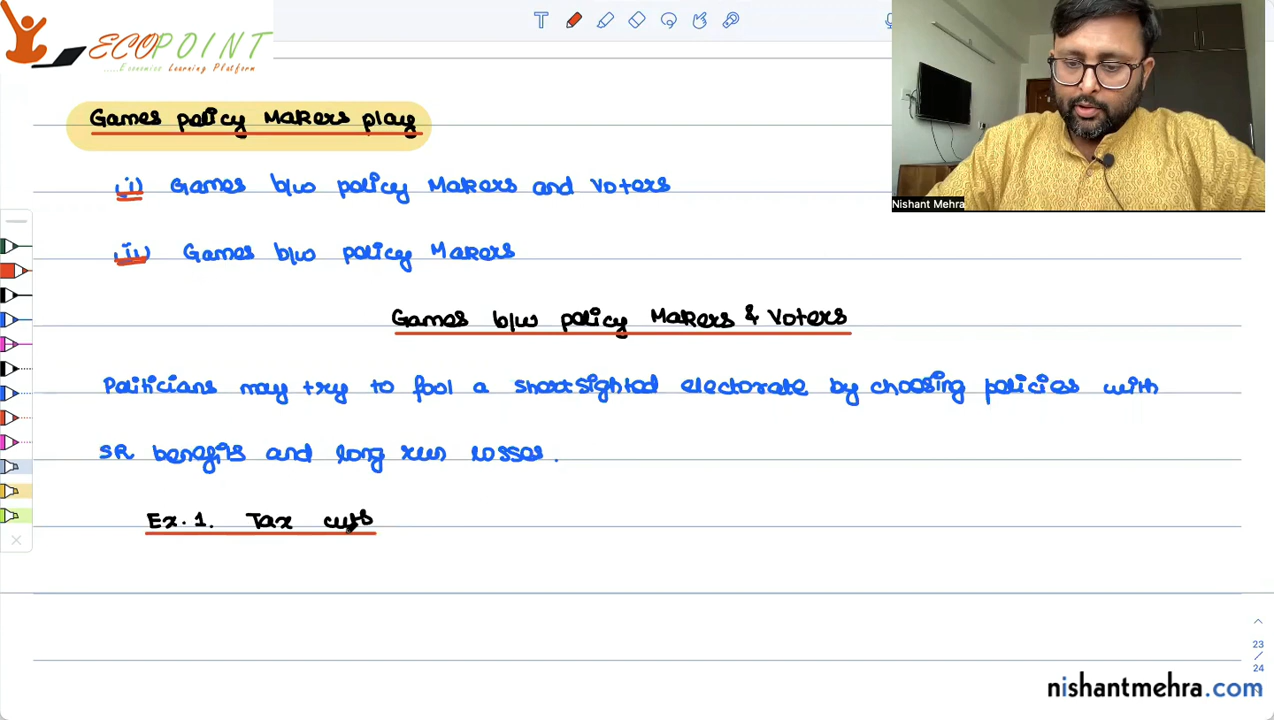 ECOPOINT
.....Economics Learning Platform
Games policy Makers play
(i) Games b/w policy Makers and Voters
(ii) Games b/w policy Makers
Games b/w policy Makers & Voters
Politicians may try to fool a shortsighted electorate by choosing policies with
SR benefits and long run losses.
Ex. 1. Tax cuts
Nishant Mehra
23
/
24
nishantmehra.com